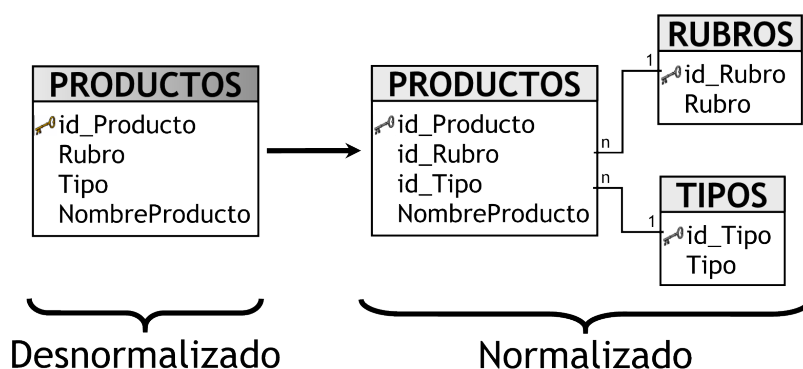 PRODUCTOS
id_Producto
Rubro
Tipo
NombreProducto
Desnormalizado
PRODUCTOS
id_Producto
id_Rubro
id_Tipo
NombreProducto
n
n
1
1
RUBROS
id_Rubro
Rubro
TIPOS
id_Tipo
Tipo
Normalizado